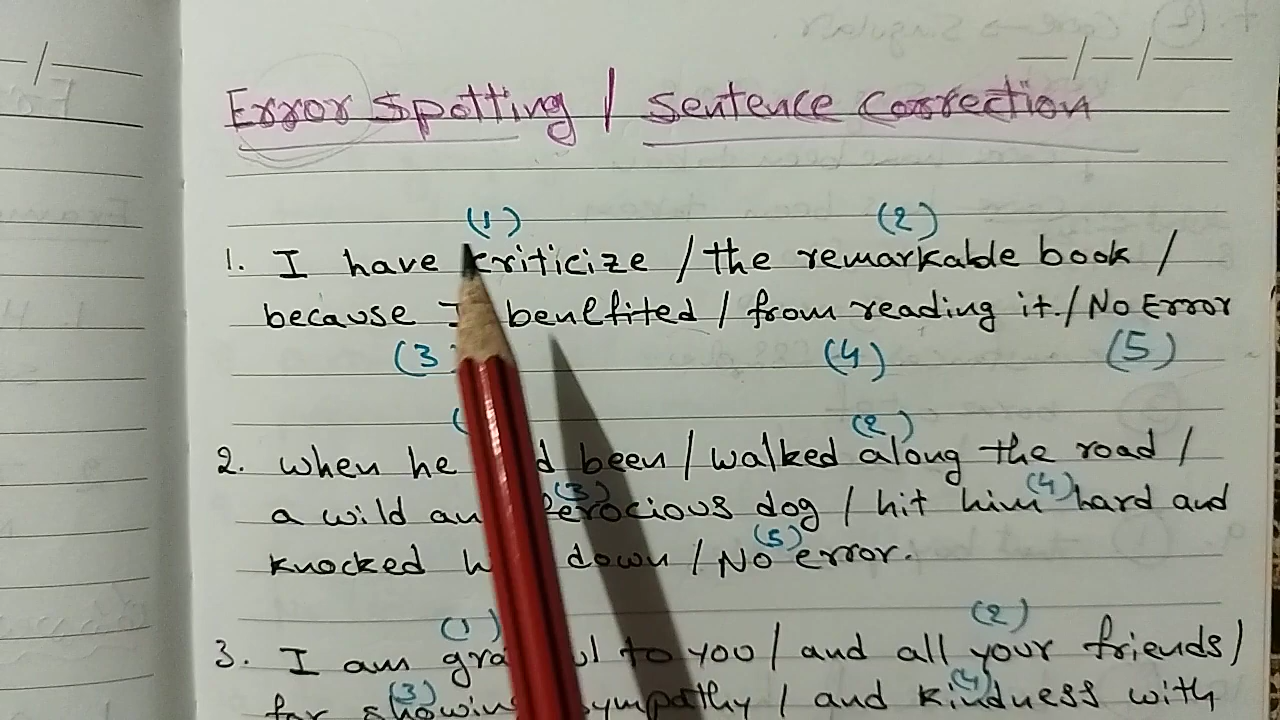 —/—/—
Error Spotting / Sentence Correction
(1) (2)
1. I have criticize / the remarkable book /
because I benefited / from reading it. / No Error
(3) (4) (5)
(2)
2. when he been / walked along the road /
(3) (4)
a wild ferocious dog / hit him hard and
(5)
knocked down / No error.
(1) (2)
3. I am to you / and all your friends /
(3) (4)
for showing sympathy / and kindness with